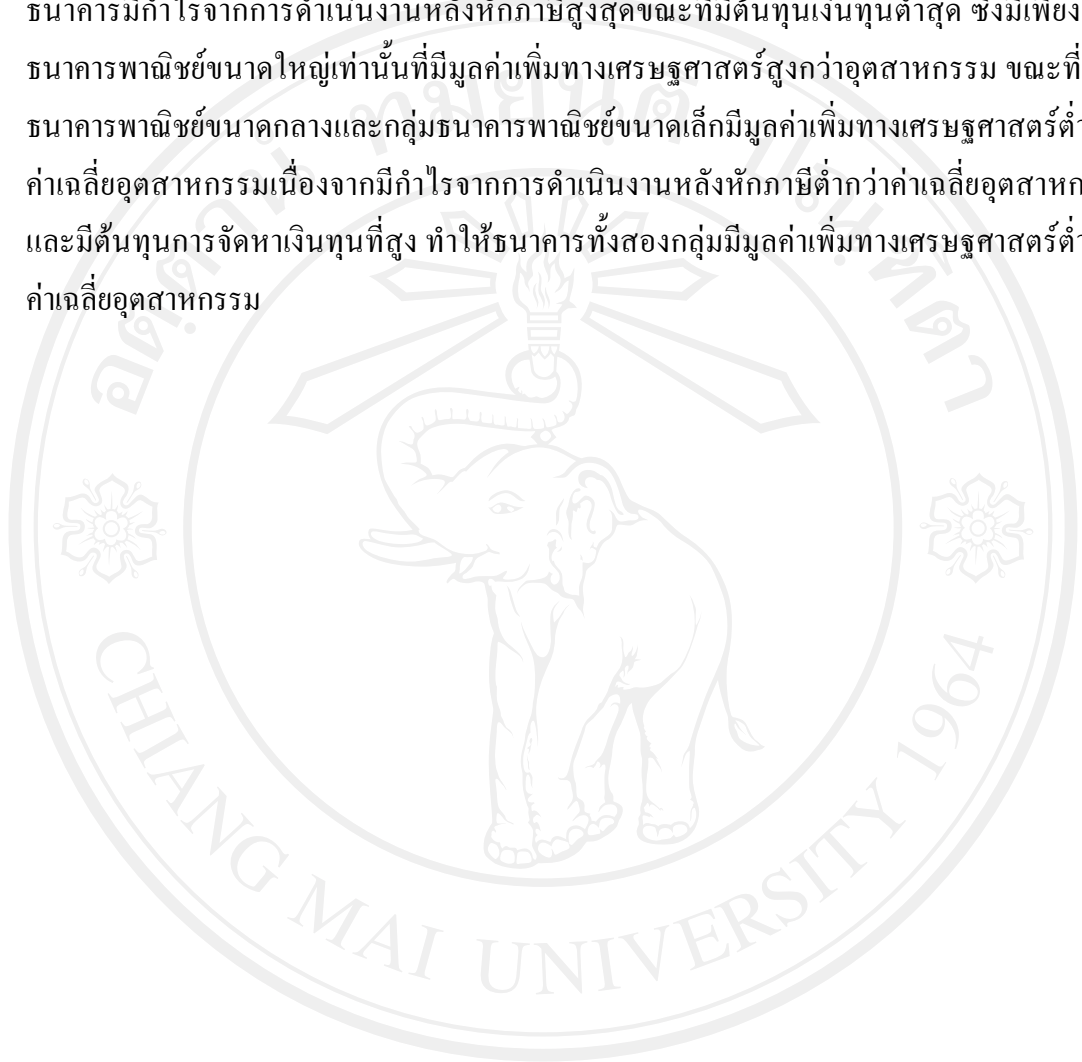 ธนาคารมีกำไรจากการดำเนินงานหลังหักภาษีสูงสุดขณะที่มีต้นทุนเงินทุนต่ำสุด ซึ่งมีเพียง
ธนาคารพาณิชย์ขนาดใหญ่เท่านั้นที่มีมูลค่าเพิ่มทางเศรษฐศาสตร์สูงกว่าอุตสาหกรรม ขณะที่
ธนาคารพาณิชย์ขนาดกลางและกลุ่มธนาคารพาณิชย์ขนาดเล็กมีมูลค่าเพิ่มทางเศรษฐศาสตร์ต่ำ
ค่าเฉลี่ยอุตสาหกรรมเนื่องจากมีกำไรจากการดำเนินงานหลังหักภาษีต่ำกว่าค่าเฉลี่ยอุตสาหก
และมีต้นทุนการจัดหาเงินทุนที่สูง ทำให้ธนาคารทั้งสองกลุ่มมีมูลค่าเพิ่มทางเศรษฐศาสตร์ต่ำ
ค่าเฉลี่ยอุตสาหกรรม
อตฺตานํ ทมยนฺติ ปณฺฑิตา
CHIANG MAI UNIVERSITY 1964